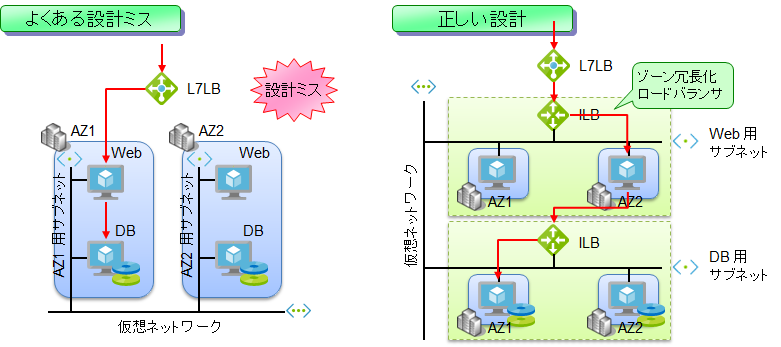 よくある設計ミス
L7LB
設計ミス
AZ1
AZ2
Web
Web
AZ1 用サブネット
AZ2 用サブネット
DB
DB
仮想ネットワーク
正しい設計
L7LB
ゾーン冗長化
ロードバランサ
ILB
Web 用
サブネット
仮想ネットワーク
AZ1
AZ2
ILB
DB 用
サブネット
AZ1
AZ2